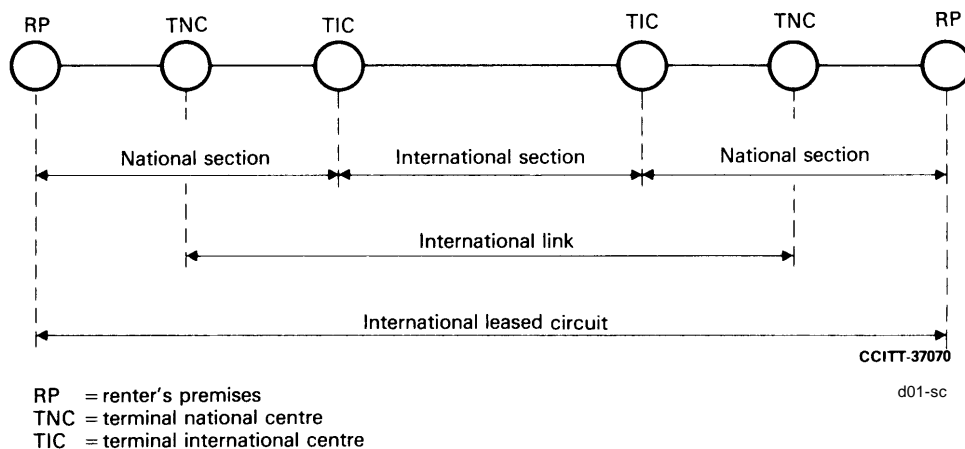 RP TNC TIC TIC TNC RP
National section International section National section
International link
International leased circuit
CCITT-37070
d01-sc
RP = renter's premises
TNC = terminal national centre
TIC = terminal international centre